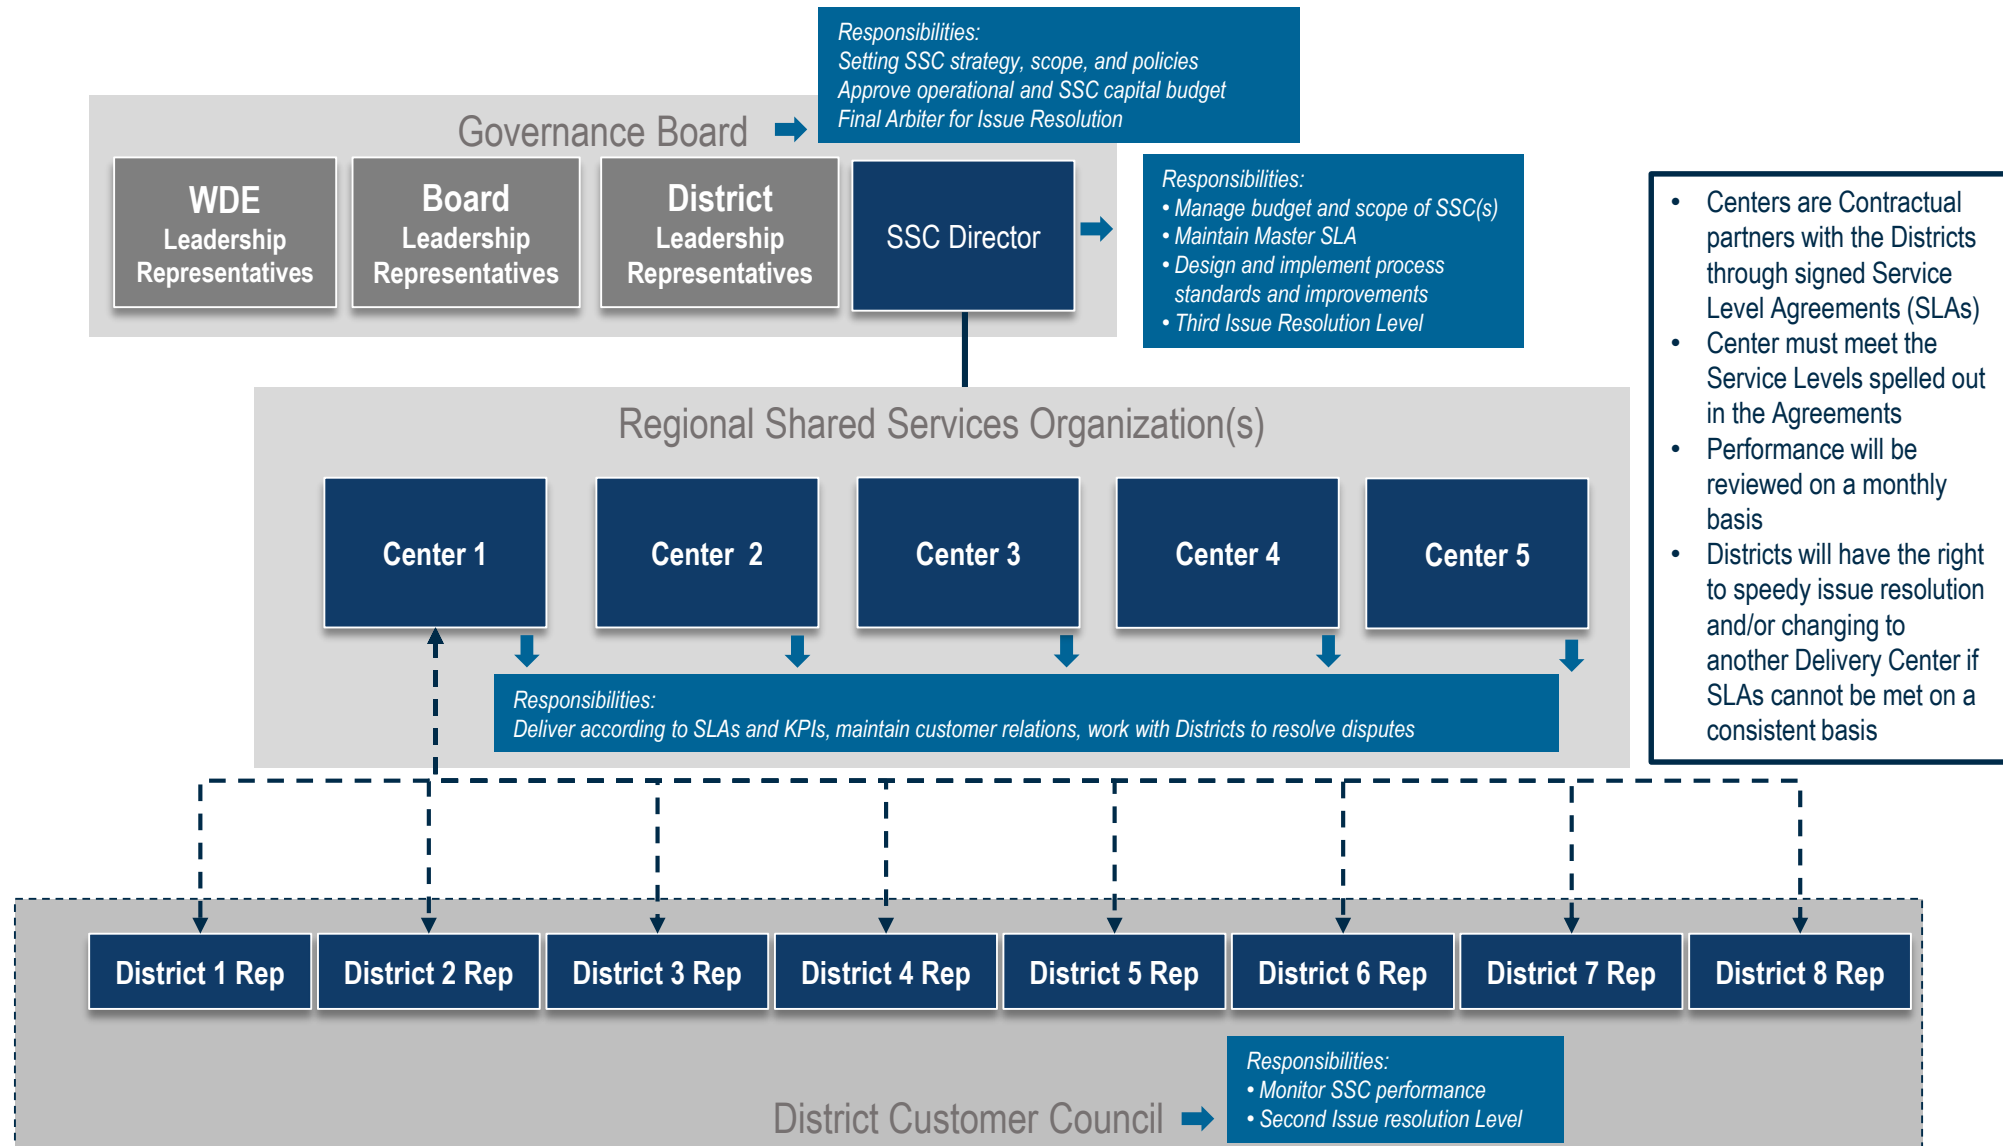 Responsibilities:
Setting SSC strategy, scope, and policies
Approve operational and SSC capital budget
Final Arbiter for Issue Resolution
Governance Board
WDE
Leadership
Representatives
Board
Leadership
Representatives
District
Leadership
Representatives
SSC Director
Responsibilities:
• Manage budget and scope of SSC(s)
• Maintain Master SLA
• Design and implement process
standards and improvements
• Third Issue Resolution Level
• Centers are Contractual
partners with the Districts
through signed Service
Level Agreements (SLAs)
• Center must meet the
Service Levels spelled out
in the Agreements
• Performance will be
reviewed on a monthly
basis
• Districts will have the right
to speedy issue resolution
and/or changing to
another Delivery Center if
SLAs cannot be met on a
consistent basis
Regional Shared Services Organization(s)
Center 1
Center 2
Center 3
Center 4
Center 5
Responsibilities:
Deliver according to SLAs and KPIs, maintain customer relations, work with Districts to resolve disputes
District 1 Rep
District 2 Rep
District 3 Rep
District 4 Rep
District 5 Rep
District 6 Rep
District 7 Rep
District 8 Rep
District Customer Council
Responsibilities:
• Monitor SSC performance
• Second Issue resolution Level